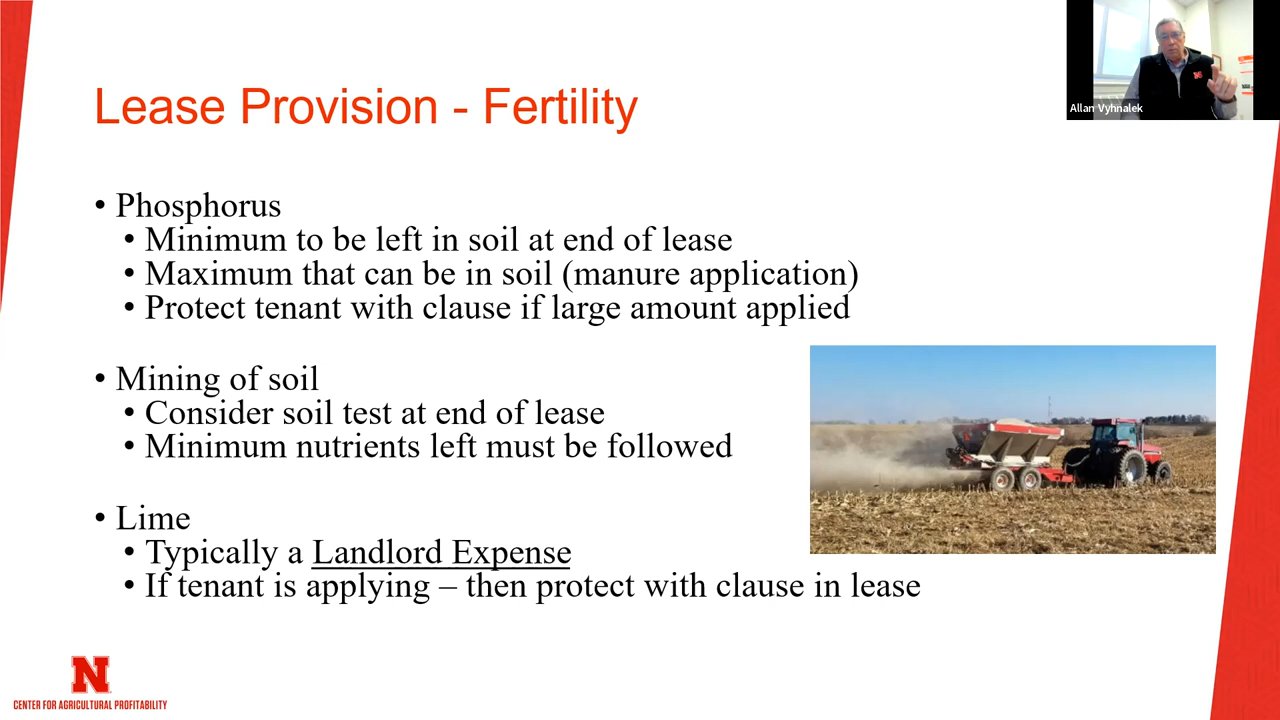 Allan Vyhnalek
Lease Provision - Fertility
• Phosphorus
• Minimum to be left in soil at end of lease
• Maximum that can be in soil (manure application)
• Protect tenant with clause if large amount applied
• Mining of soil
• Consider soil test at end of lease
• Minimum nutrients left must be followed
• Lime
• Typically a Landlord Expense
• If tenant is applying – then protect with clause in lease
N
CENTER FOR AGRICULTURAL PROFITABILITY